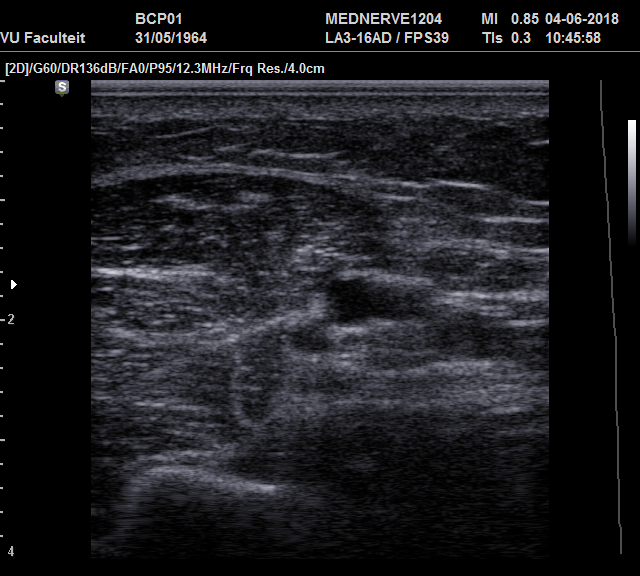 BCP01 MEDNERVE1204 MI 0.85 04-06-2018
VU Faculteit 31/05/1964 LA3-16AD / FPS39 TIs 0.3 10:45:58
[2D]/G60/DR136dB/FA0/P95/12.3MHz/Frq Res./4.0cm
S
2
4